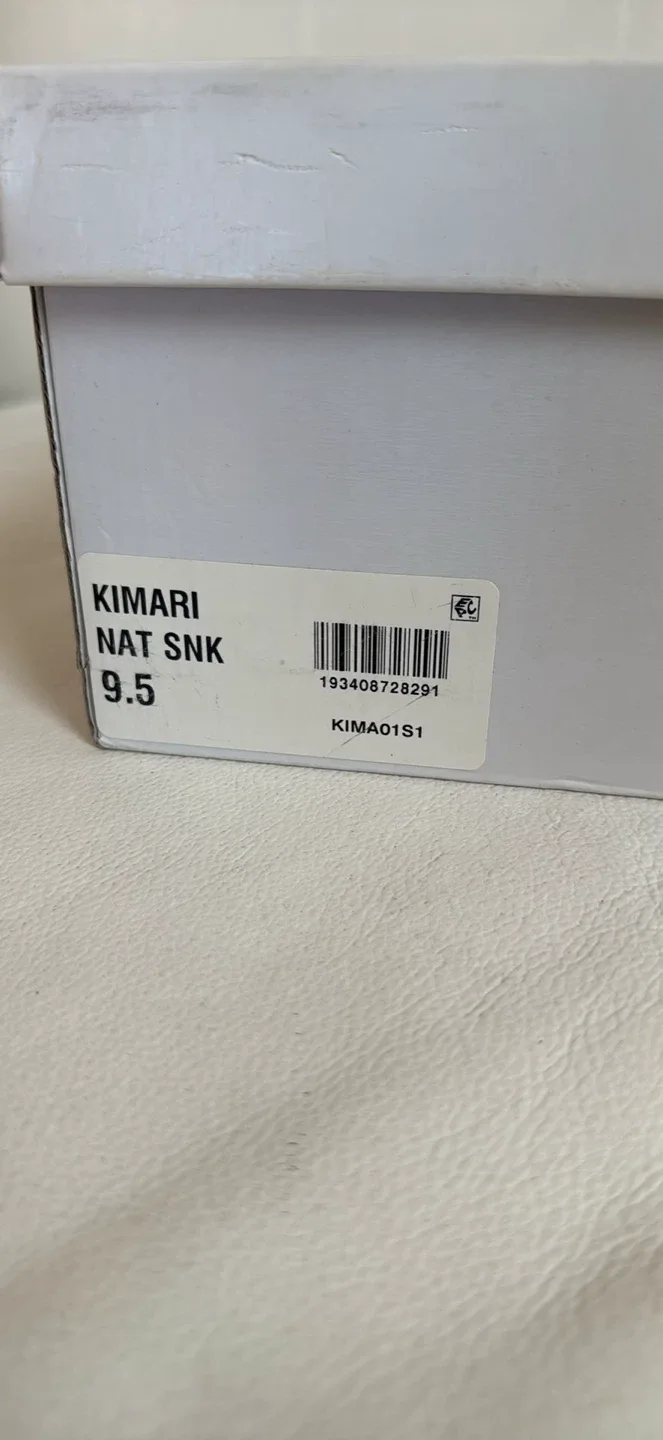 KIMARI
NAT SNK
9.5
193408728291
KIMA01S1